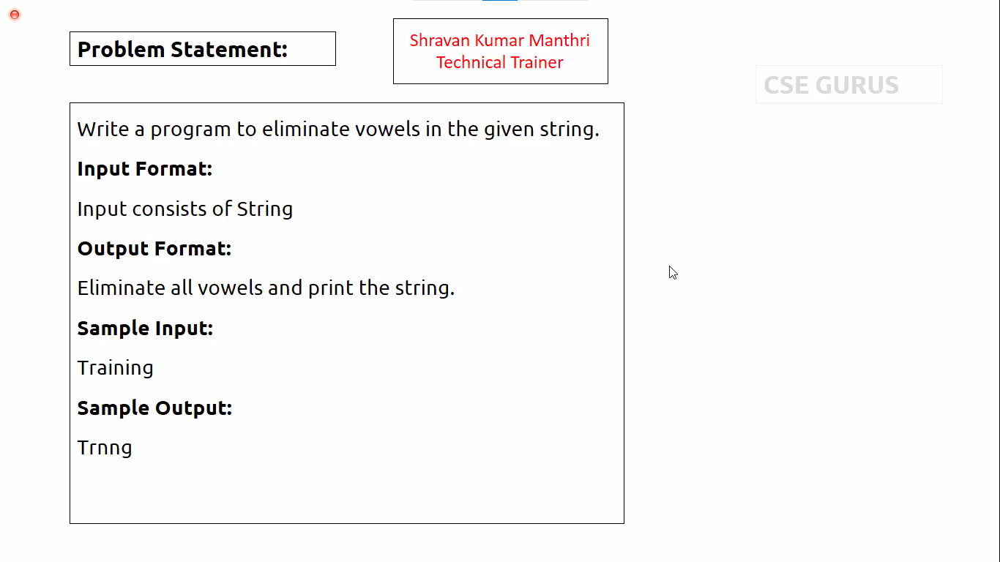 Problem Statement:
Shravan Kumar Manthri
Technical Trainer
CSE GURUS
Write a program to eliminate vowels in the given string.
Input Format:
Input consists of String
Output Format:
Eliminate all vowels and print the string.
Sample Input:
Training
Sample Output:
Trnng